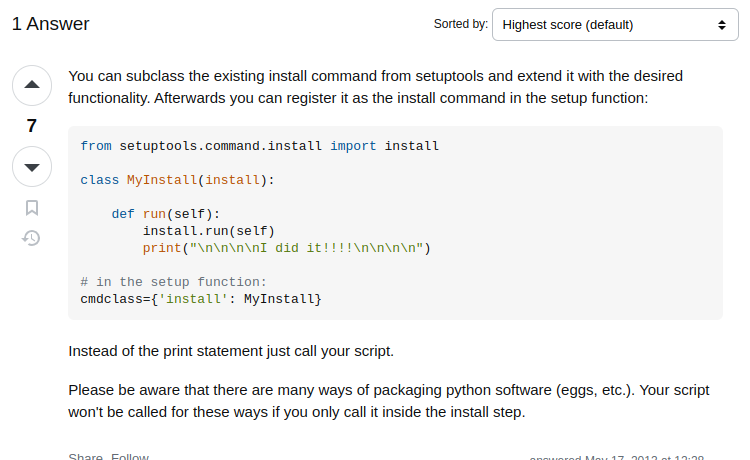 1 Answer
Sorted by: Highest score (default)
You can subclass the existing install command from setuptools and extend it with the desired
functionality. Afterwards you can register it as the install command in the setup function:
7
from setuptools.command.install import install
class MyInstall(install):
    def run(self):
        install.run(self)
        print("\n\n\n\nI did it!!!!\n\n\n\n")
# in the setup function:
cmdclass={'install': MyInstall}
Instead of the print statement just call your script.
Please be aware that there are many ways of packaging python software (eggs, etc.). Your script
won't be called for these ways if you only call it inside the install step.
Share Follow
answered May 17, 2013 at 12:28